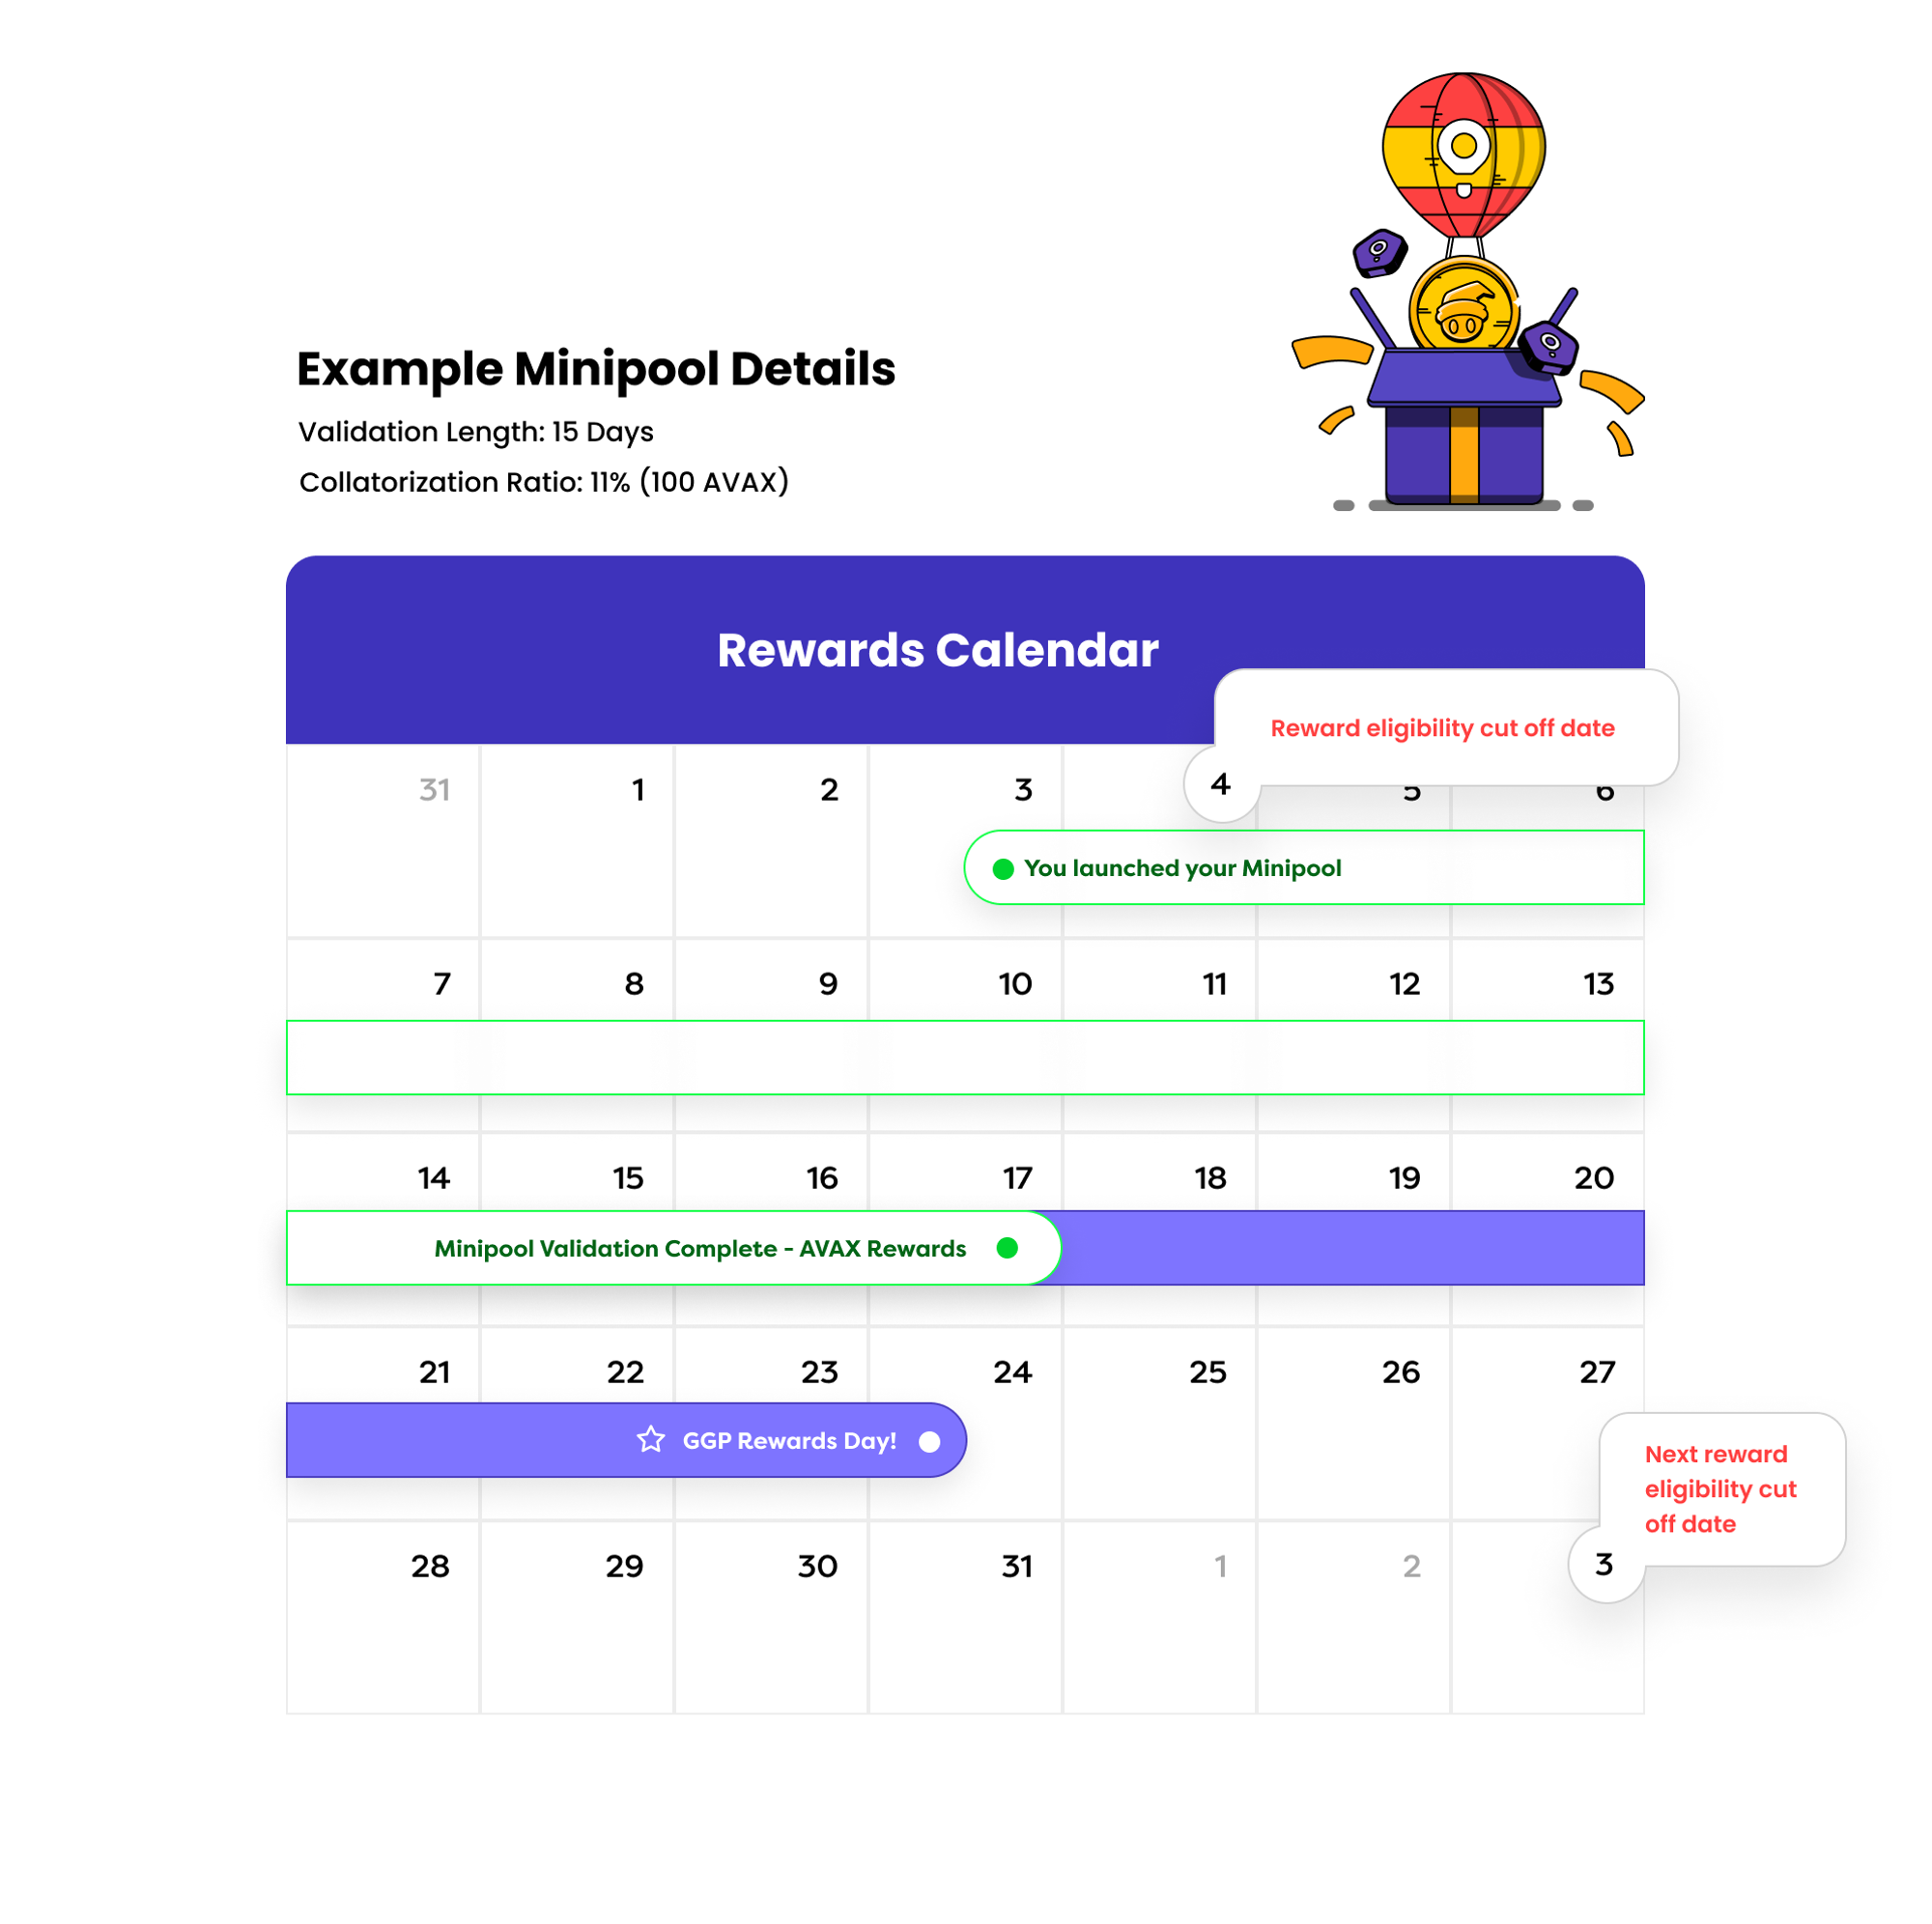 Example Minipool Details
Validation Length: 15 Days
Collatorization Ratio: 11% (100 AVAX)
Rewards Calendar
Reward eligibility cut off date
31 1 2 3 4 5 6
You launched your Minipool
7 8 9 10 11 12 13
14 15 16 17 18 19 20
Minipool Validation Complete - AVAX Rewards
21 22 23 24 25 26 27
GGP Rewards Day!
Next reward
eligibility cut
off date
28 29 30 31 1 2 3